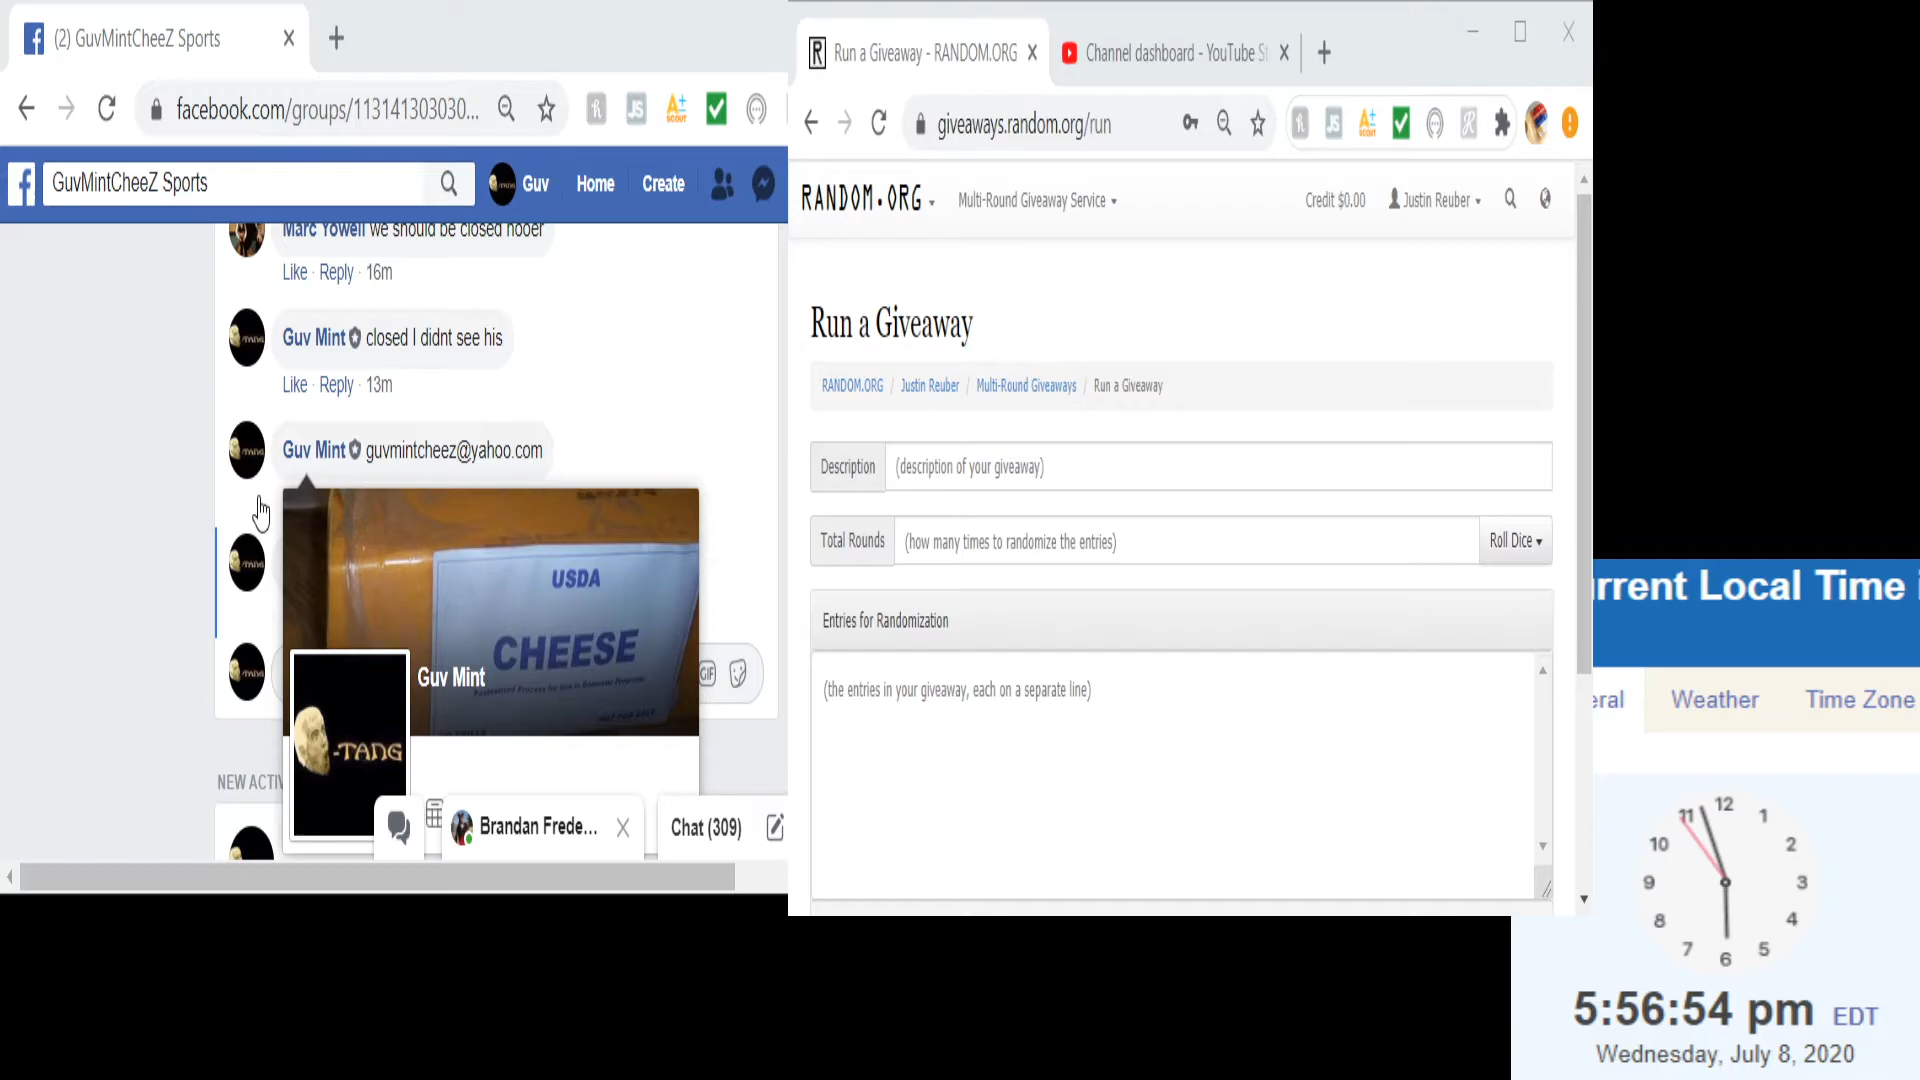 (2) GuvMintCheeZ Sports
facebook.com/groups/113141303030...
GuvMintCheeZ Sports
Guv
Home
Create
Marc Yowell we should be closed hooer
Like · Reply · 16m
Guv Mint closed I didnt see his
Like · Reply · 13m
Guv Mint guvmintcheez@yahoo.com
USDA
CHEESE
Guv Mint
-TANG
GIF
NEW ACTIV
Brandan Frede...
Chat (309)
Run a Giveaway - RANDOM.ORG
Channel dashboard - YouTube St
giveaways.random.org/run
RANDOM.ORG
Multi-Round Giveaway Service
Credit $0.00
Justin Reuber
Run a Giveaway
RANDOM.ORG / Justin Reuber / Multi-Round Giveaways / Run a Giveaway
Description
(description of your giveaway)
Total Rounds
(how many times to randomize the entries)
Roll Dice
Entries for Randomization
(the entries in your giveaway, each on a separate line)
rrent Local Time i
eral
Weather
Time Zone
12
1
2
3
4
5
6
7
8
9
10
11
5:56:54 pm EDT
Wednesday, July 8, 2020